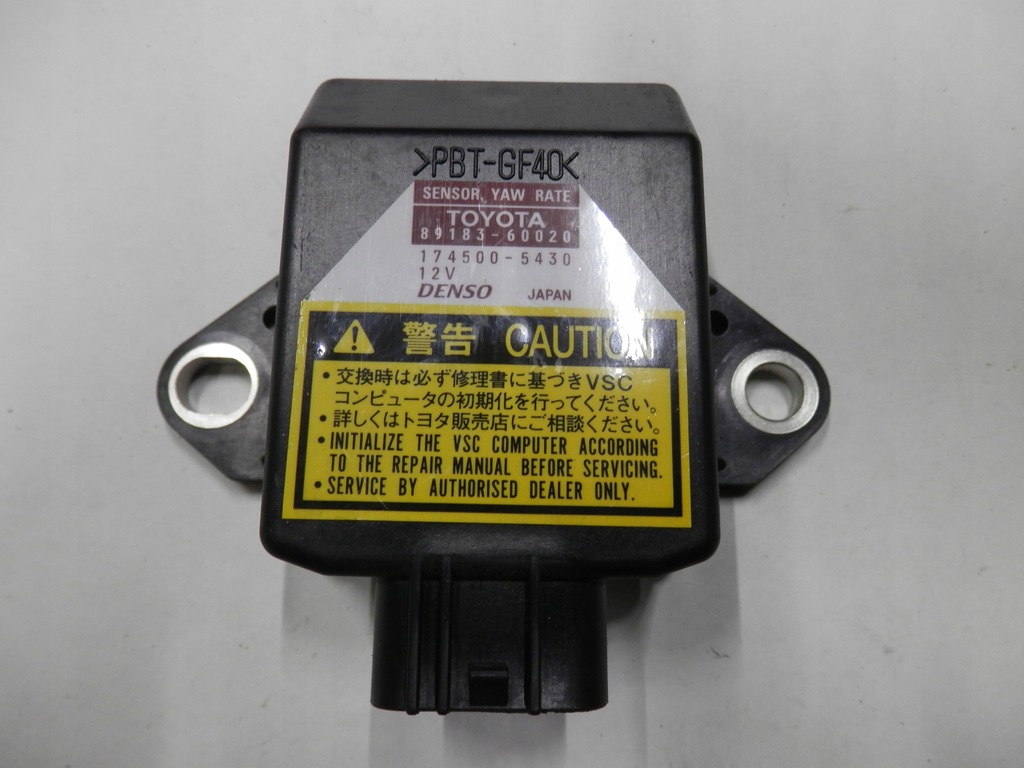 >PBT-GF40<
SENSOR, YAW RATE
TOYOTA
89183-60020
174500-5430
12V
DENSO JAPAN
警告 CAUTION
・交換時は必ず修理書に基づきVSC
コンピュータの初期化を行ってください。
・詳しくはトヨタ販売店にご相談ください。
・INITIALIZE THE VSC COMPUTER ACCORDING
TO THE REPAIR MANUAL BEFORE SERVICING.
・SERVICE BY AUTHORISED DEALER ONLY.